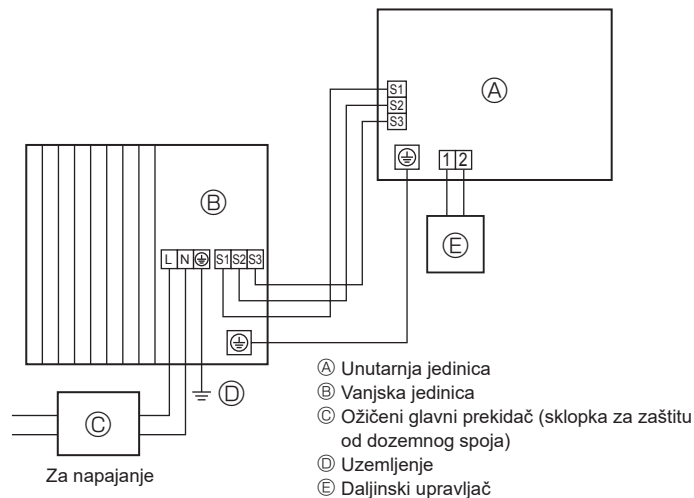 S1
S2
S3
Ⓐ
1 2
Ⓔ
Ⓑ
L N S1 S2 S3
Ⓓ
Ⓒ
Za napajanje
Ⓐ Unutarnja jedinica
Ⓑ Vanjska jedinica
Ⓒ Ožičeni glavni prekidač (sklopka za zaštitu
od dozemnog spoja)
Ⓓ Uzemljenje
Ⓔ Daljinski upravljač